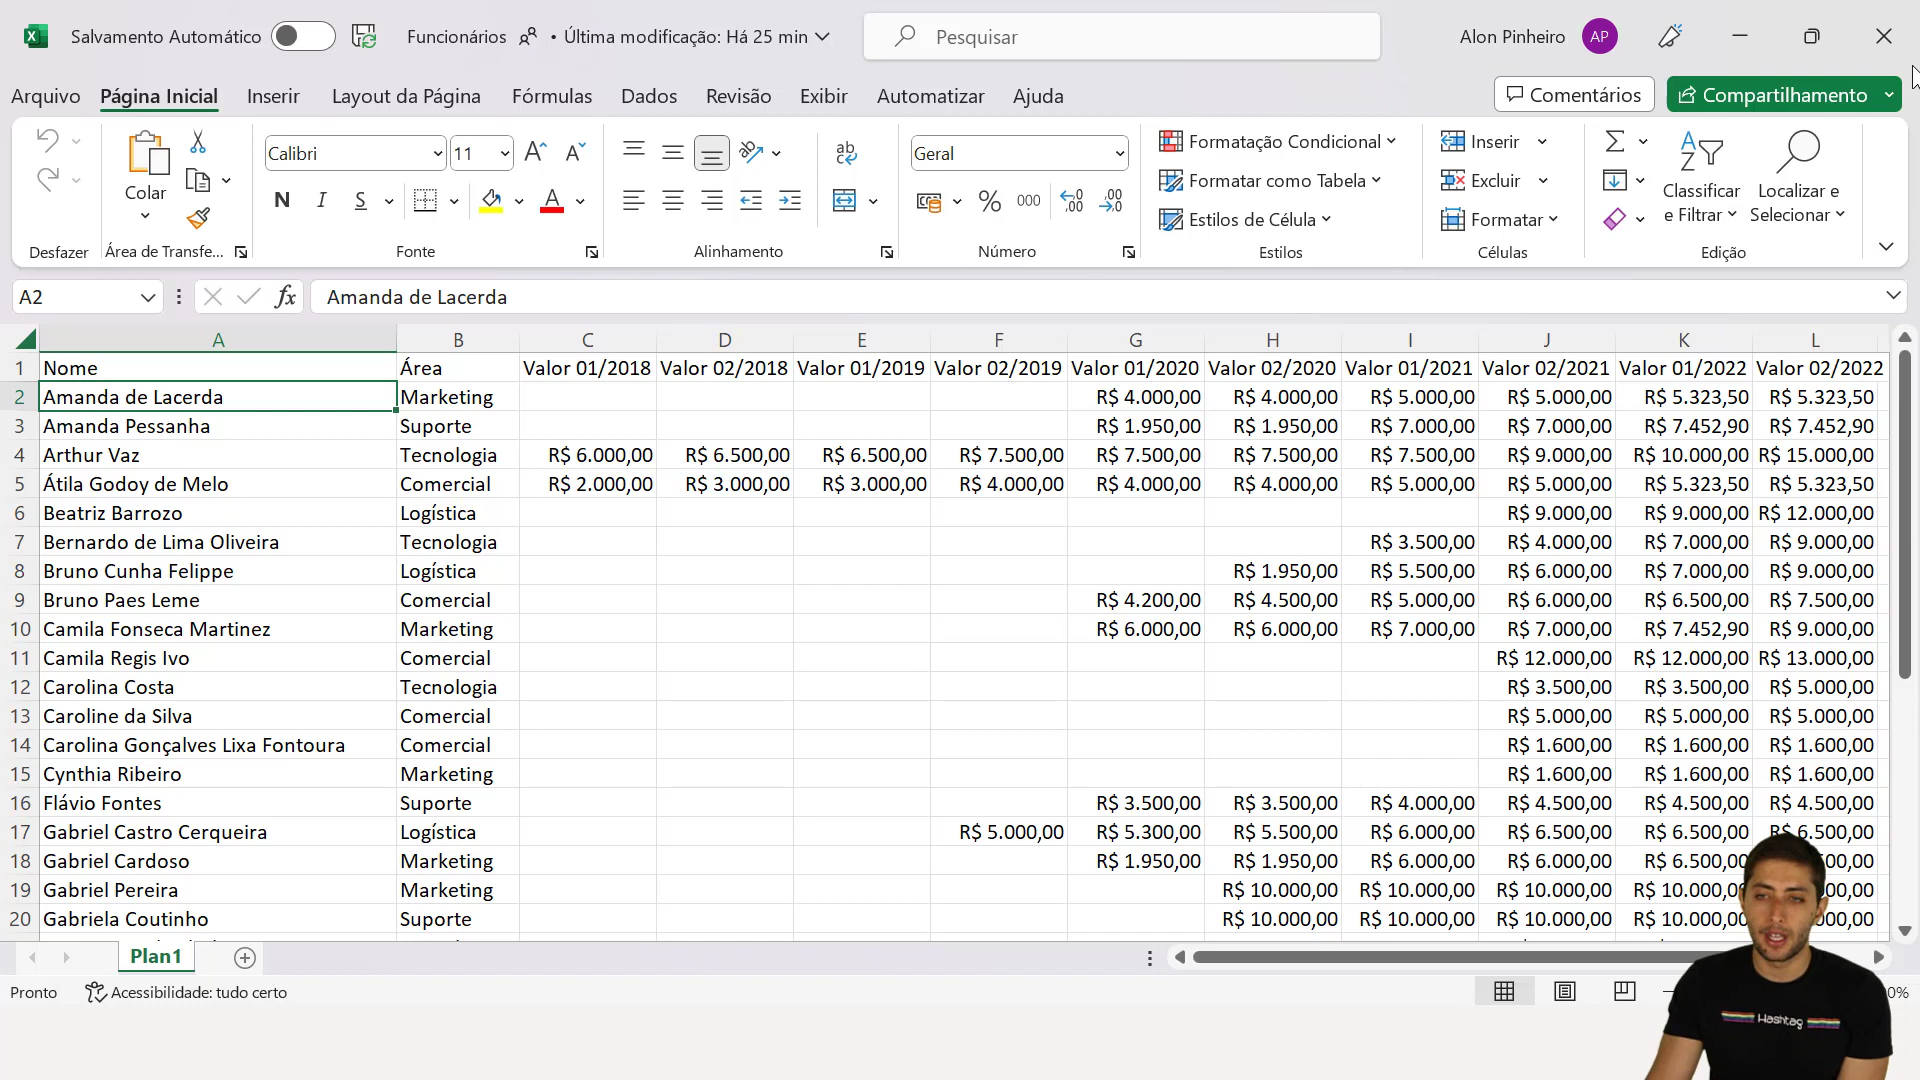 Salvamento Automático Funcionários • Última modificação: Há 25 min Pesquisar Alon Pinheiro AP
Arquivo Página Inicial Inserir Layout da Página Fórmulas Dados Revisão Exibir Automatizar Ajuda Comentários Compartilhamento
Calibri 11 Geral Formatação Condicional Inserir
Colar N I S % 000 Formatar como Tabela Excluir Classificar e Filtrar Localizar e Selecionar
Estilos de Célula Formatar
Desfazer Área de Transfe... Fonte Alinhamento Número Estilos Células Edição
A2 fx Amanda de Lacerda
A B C D E F G H I J K L
1 Nome Área Valor 01/2018 Valor 02/2018 Valor 01/2019 Valor 02/2019 Valor 01/2020 Valor 02/2020 Valor 01/2021 Valor 02/2021 Valor 01/2022 Valor 02/2022
2 Amanda de Lacerda Marketing R$ 4.000,00 R$ 4.000,00 R$ 5.000,00 R$ 5.000,00 R$ 5.323,50 R$ 5.323,50
3 Amanda Pessanha Suporte R$ 1.950,00 R$ 1.950,00 R$ 7.000,00 R$ 7.000,00 R$ 7.452,90 R$ 7.452,90
4 Arthur Vaz Tecnologia R$ 6.000,00 R$ 6.500,00 R$ 6.500,00 R$ 7.500,00 R$ 7.500,00 R$ 7.500,00 R$ 7.500,00 R$ 9.000,00 R$ 10.000,00 R$ 15.000,00
5 Átila Godoy de Melo Comercial R$ 2.000,00 R$ 3.000,00 R$ 3.000,00 R$ 4.000,00 R$ 4.000,00 R$ 4.000,00 R$ 5.000,00 R$ 5.000,00 R$ 5.323,50 R$ 5.323,50
6 Beatriz Barrozo Logística R$ 9.000,00 R$ 9.000,00 R$ 12.000,00
7 Bernardo de Lima Oliveira Tecnologia R$ 3.500,00 R$ 4.000,00 R$ 7.000,00 R$ 9.000,00
8 Bruno Cunha Felippe Logística R$ 1.950,00 R$ 5.500,00 R$ 6.000,00 R$ 7.000,00 R$ 9.000,00
9 Bruno Paes Leme Comercial R$ 4.200,00 R$ 4.500,00 R$ 5.000,00 R$ 6.000,00 R$ 6.500,00 R$ 7.500,00
10 Camila Fonseca Martinez Marketing R$ 6.000,00 R$ 6.000,00 R$ 7.000,00 R$ 7.000,00 R$ 7.452,90 R$ 9.000,00
11 Camila Regis Ivo Comercial R$ 12.000,00 R$ 12.000,00 R$ 13.000,00
12 Carolina Costa Tecnologia R$ 3.500,00 R$ 3.500,00 R$ 5.000,00
13 Caroline da Silva Comercial R$ 5.000,00 R$ 5.000,00 R$ 5.000,00
14 Carolina Gonçalves Lixa Fontoura Comercial R$ 1.600,00 R$ 1.600,00 R$ 1.600,00
15 Cynthia Ribeiro Marketing R$ 1.600,00 R$ 1.600,00 R$ 1.600,00
16 Flávio Fontes Suporte R$ 3.500,00 R$ 3.500,00 R$ 4.000,00 R$ 4.500,00 R$ 4.500,00 R$ 4.500,00
17 Gabriel Castro Cerqueira Logística R$ 5.000,00 R$ 5.300,00 R$ 5.500,00 R$ 6.000,00 R$ 6.500,00 R$ 6.500,00 R$ 6.500,00
18 Gabriel Cardoso Marketing R$ 1.950,00 R$ 1.950,00 R$ 6.000,00 R$ 6.000,00 R$ 6.500,00
19 Gabriel Pereira Marketing R$ 10.000,00 R$ 10.000,00 R$ 10.000,00 R$ 10.000,00
20 Gabriela Coutinho Suporte R$ 10.000,00 R$ 10.000,00 R$ 10.000,00 R$ 10.000,00
Plan1
Pronto Acessibilidade: tudo certo
Hashtag